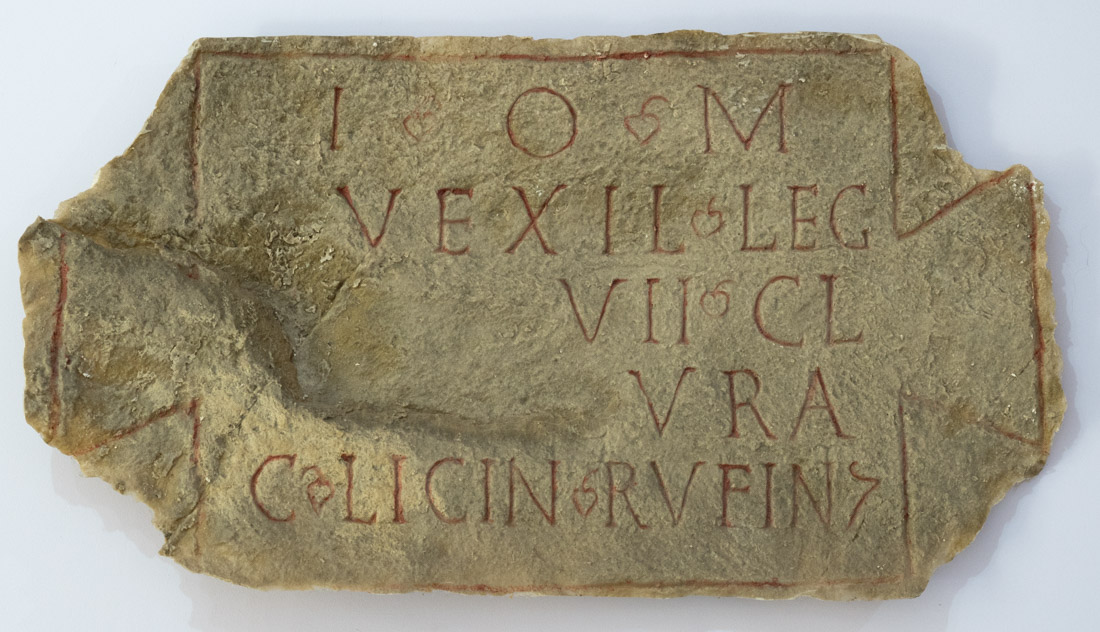 I ❦ O ❦ M
VEXIL ❦ LEG
VII ❦ CL
VRA
C ❦ LICIN ❦ RVFIN 7